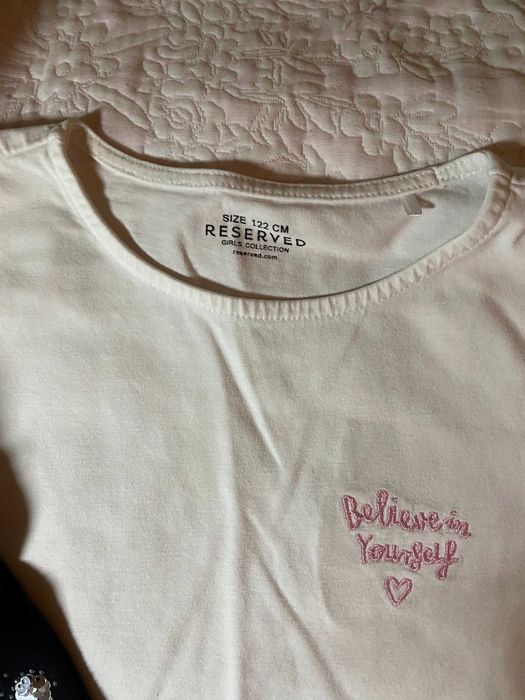 SIZE 122 CM
RESERVED
GIRLS COLLECTION
reserved.com
Believe in
Yourself